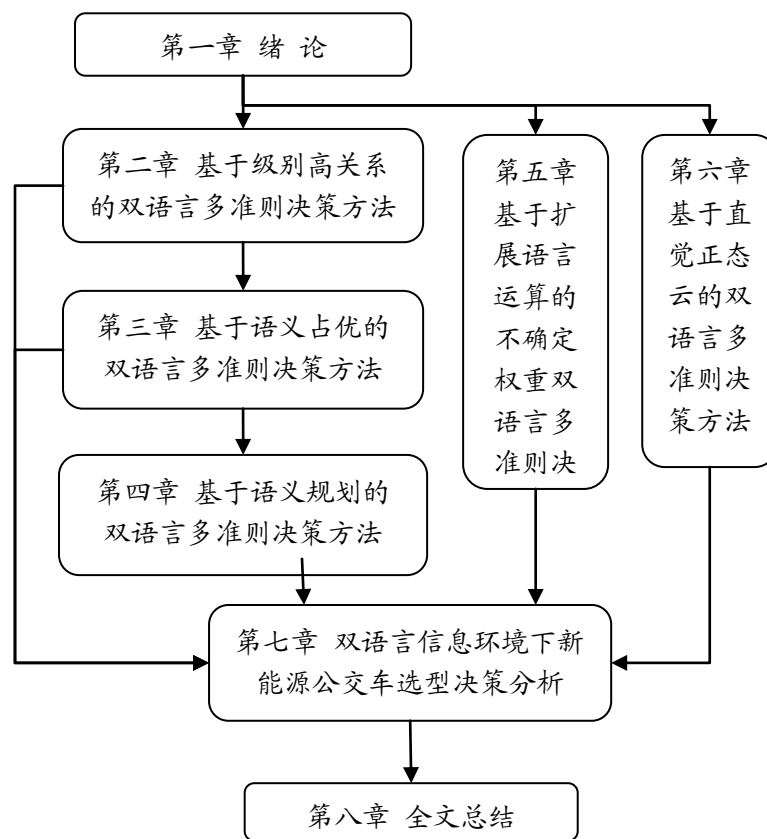 第一章 绪 论
第二章 基于级别高关系
的双语言多准则决策方法
第三章 基于语义占优的
双语言多准则决策方法
第四章 基于语义规划的
双语言多准则决策方法
第五章
基于扩
展语言
运算的
不确定
权重双
语言多
准则决
第六章
基于直
觉正态
云的双
语言多
准则决
策方法
第七章 双语言信息环境下新
能源公交车选型决策分析
第八章 全文总结